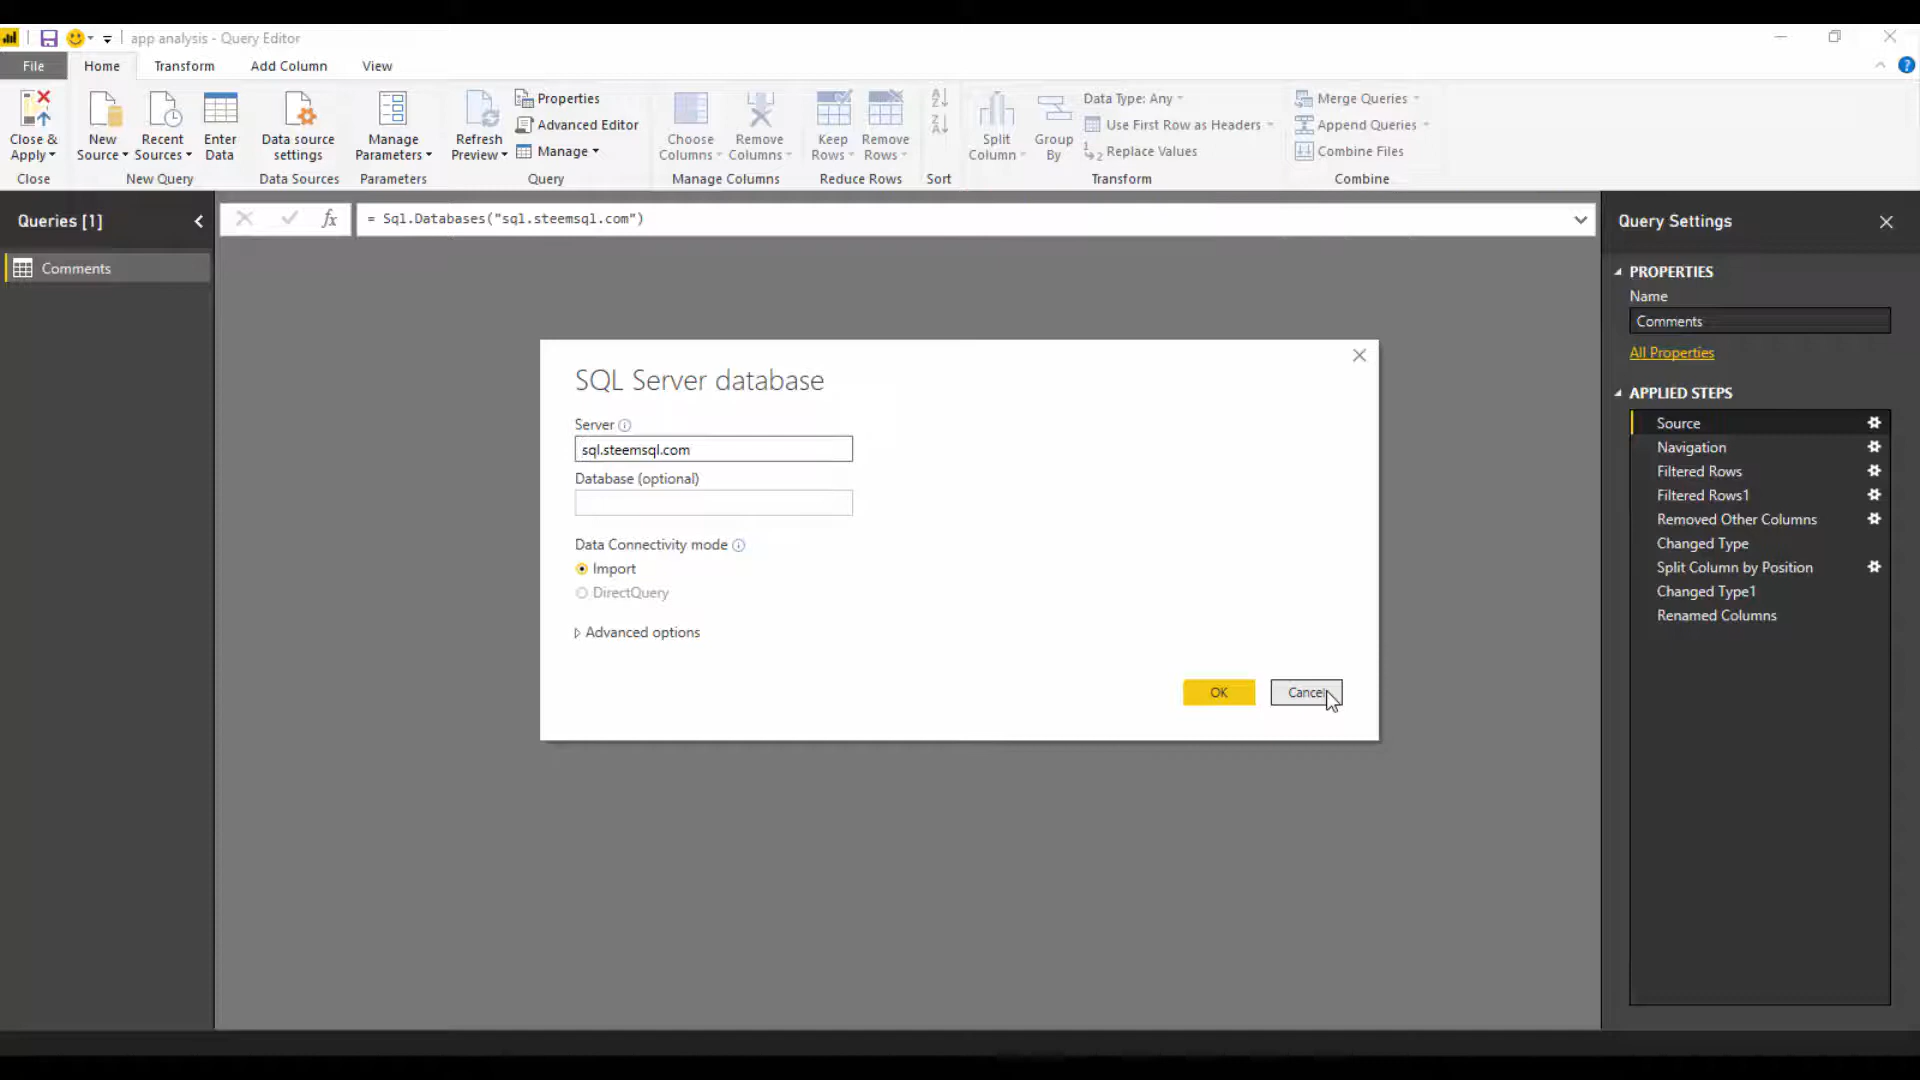 app analysis - Query Editor
File Home Transform Add Column View
Close & Apply
New Source
Recent Sources
Enter Data
Data source settings
Manage Parameters
Refresh Preview
Properties
Advanced Editor
Manage
Choose Columns
Remove Columns
Keep Rows
Remove Rows
Split Column
Group By
Data Type: Any
Use First Row as Headers
Replace Values
Merge Queries
Append Queries
Combine Files
Close New Query Data Sources Parameters Query Manage Columns Reduce Rows Sort Transform Combine
Queries [1]
Comments
fx = Sql.Databases("sql.steemsql.com")
SQL Server database
Server
sql.steemsql.com
Database (optional)
Data Connectivity mode
Import
DirectQuery
Advanced options
OK Cancel
Query Settings
PROPERTIES
Name
Comments
All Properties
APPLIED STEPS
Source
Navigation
Filtered Rows
Filtered Rows1
Removed Other Columns
Changed Type
Split Column by Position
Changed Type1
Renamed Columns